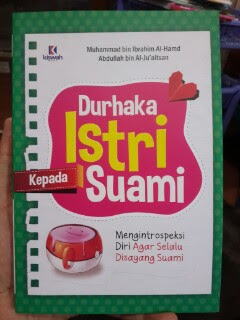 kiswah
Muhammad bin Ibrahim Al-Hamd
Abdullah bin Al-Ju'aitsan
Durhaka
Istri
Kepada
Suami
Mengintrospeksi
Diri Agar Selalu
Disayang Suami